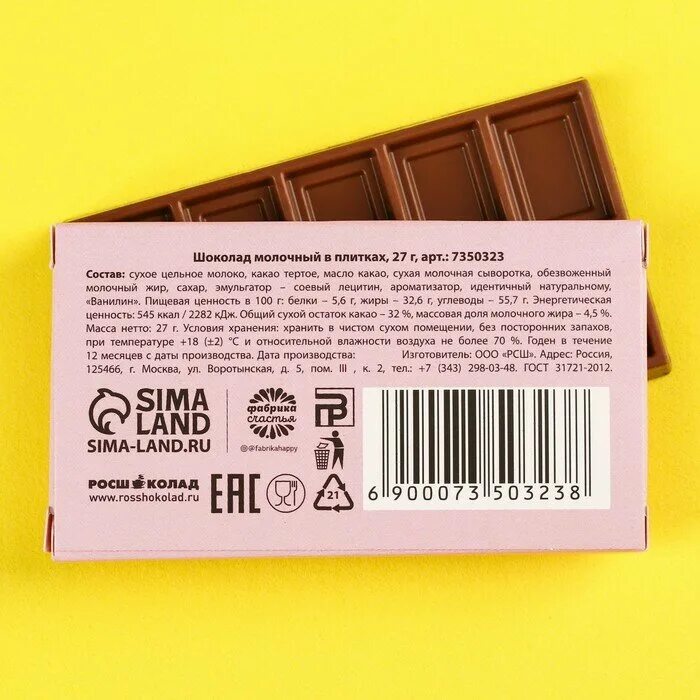 Шоколад молочный в плитках, 27 г, арт.: 7350323
Состав: сухое цельное молоко, какао тертое, масло какао, сухая молочная сыворотка, обезвоженный
молочный жир, сахар, эмульгатор – соевый лецитин, ароматизатор, идентичный натуральному,
«Ванилин». Пищевая ценность в 100 г: белки – 5,6 г, жиры – 32,6 г, углеводы – 55,7 г. Энергетическая
ценность: 545 ккал / 2282 кДж. Общий сухой остаток какао – 32 %, массовая доля молочного жира – 4,5 %.
Масса нетто: 27 г. Условия хранения: хранить в чистом сухом помещении, без посторонних запахов,
при температуре +18 (±2) °C и относительной влажности воздуха не более 70 %. Годен в течение
12 месяцев с даты производства. Дата производства: Изготовитель: ООО «РСШ». Адрес: Россия,
125466, г. Москва, ул. Воротынская, д. 5, пом. III , к. 2, тел.: +7 (343) 298-03-48. ГОСТ 31721-2012.
SIMA
LAND
SIMA-LAND.RU
фабрика
счастья
@@fabrikahappy
РОСШОКОЛАД
www.rosshokolad.ru
EAC
21
6 900073 503238